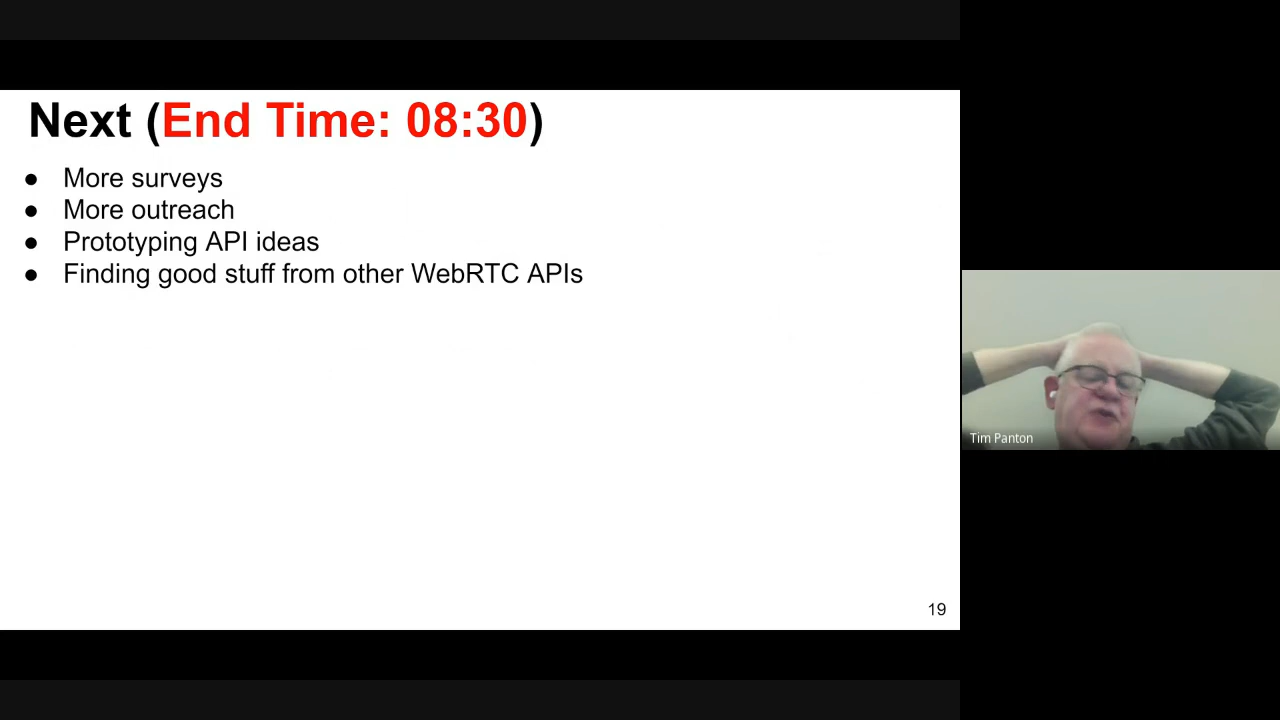 Next (End Time: 08:30)
● More surveys
● More outreach
● Prototyping API ideas
● Finding good stuff from other WebRTC APIs
19
Tim Panton